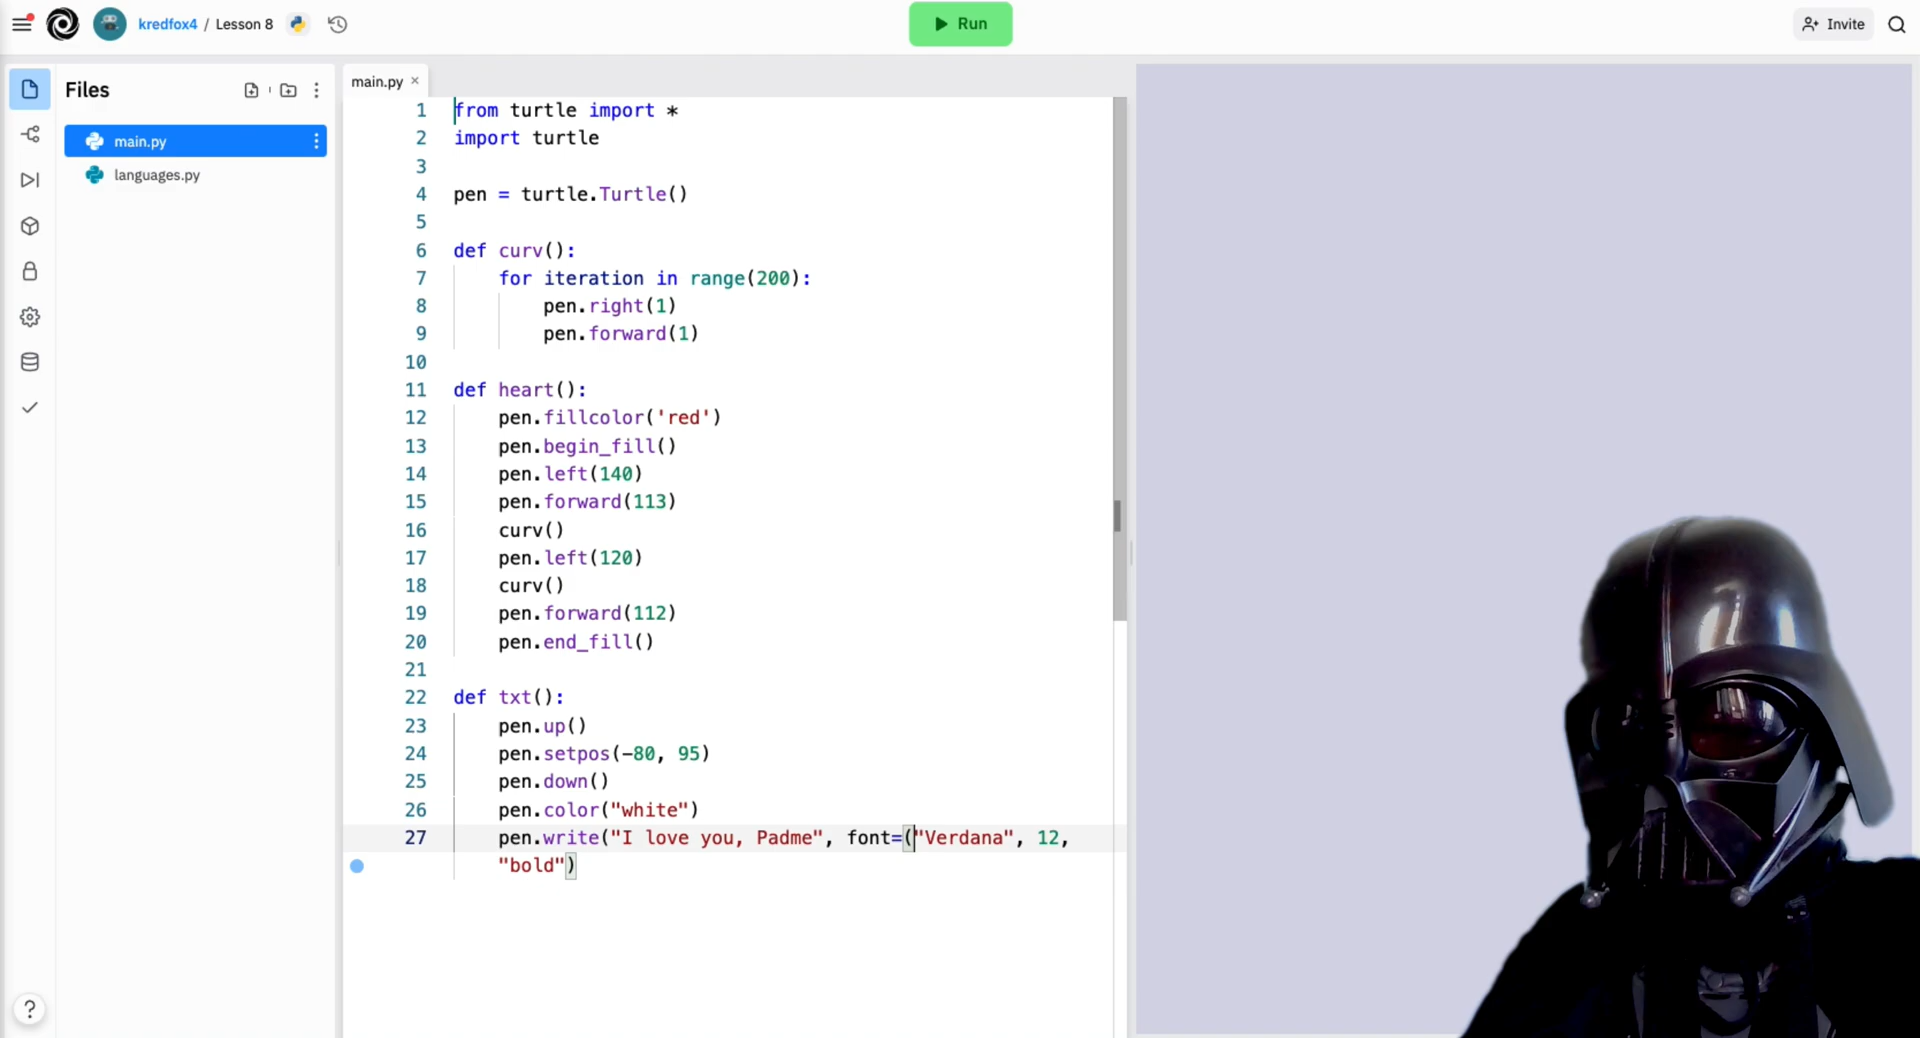 kredfox4 / Lesson 8
Run
Invite
Files
main.py
languages.py
main.py ×
1 from turtle import *
2 import turtle
3
4 pen = turtle.Turtle()
5
6 def curv():
7 for iteration in range(200):
8 pen.right(1)
9 pen.forward(1)
10
11 def heart():
12 pen.fillcolor('red')
13 pen.begin_fill()
14 pen.left(140)
15 pen.forward(113)
16 curv()
17 pen.left(120)
18 curv()
19 pen.forward(112)
20 pen.end_fill()
21
22 def txt():
23 pen.up()
24 pen.setpos(-80, 95)
25 pen.down()
26 pen.color("white")
27 pen.write("I love you, Padme", font=("Verdana", 12,
"bold")
?